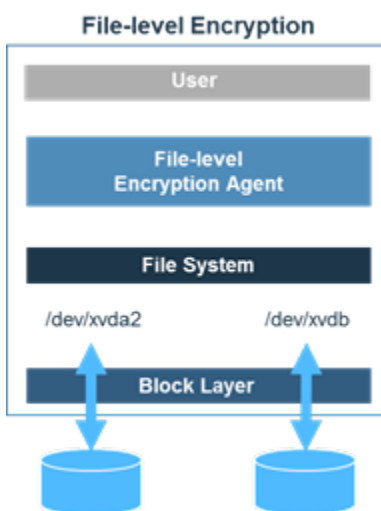 File-level Encryption
User
File-level
Encryption Agent
File System
/dev/xvda2 /dev/xvdb
Block Layer